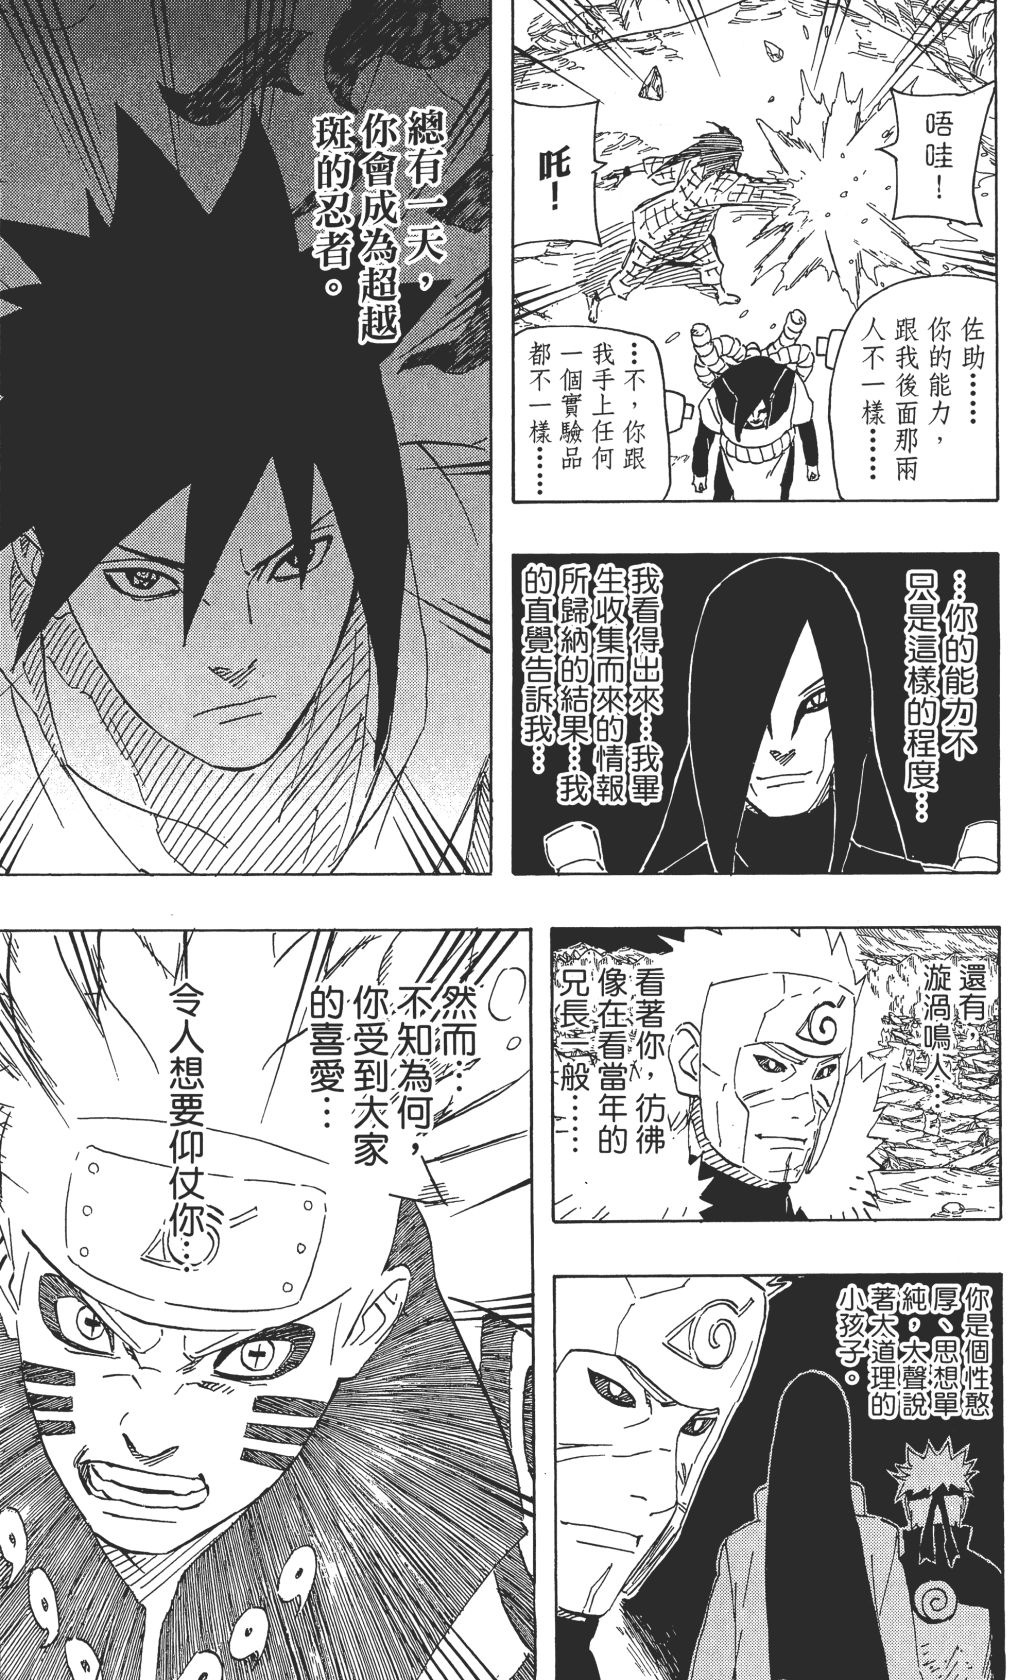 唔哇！
吒！
佐助……
你的能力，
跟我後面那兩
人不一樣……
…不，你跟
我手上任何
一個實驗品
都不一樣……
…你的能力不
只是這樣的程度…
我看得出來…我畢
生收集而來的情報
所歸納的結果…我
的直覺告訴我…
總有一天，
你會成為超越
斑的忍者。
還有，
漩渦鳴人…
看著你，彷彿
像在看當年的
兄長一般……
你是個性憨
厚、思想單
純，大聲說
著大道理的
小孩子。
然而…
不知為何，
你受到大家
的喜愛…
令人想要仰仗你…